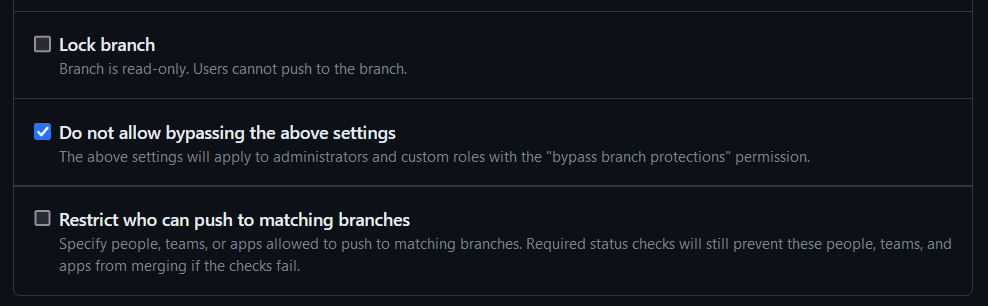 Lock branch
Branch is read-only. Users cannot push to the branch.
Do not allow bypassing the above settings
The above settings will apply to administrators and custom roles with the "bypass branch protections" permission.
Restrict who can push to matching branches
Specify people, teams, or apps allowed to push to matching branches. Required status checks will still prevent these people, teams, and
apps from merging if the checks fail.